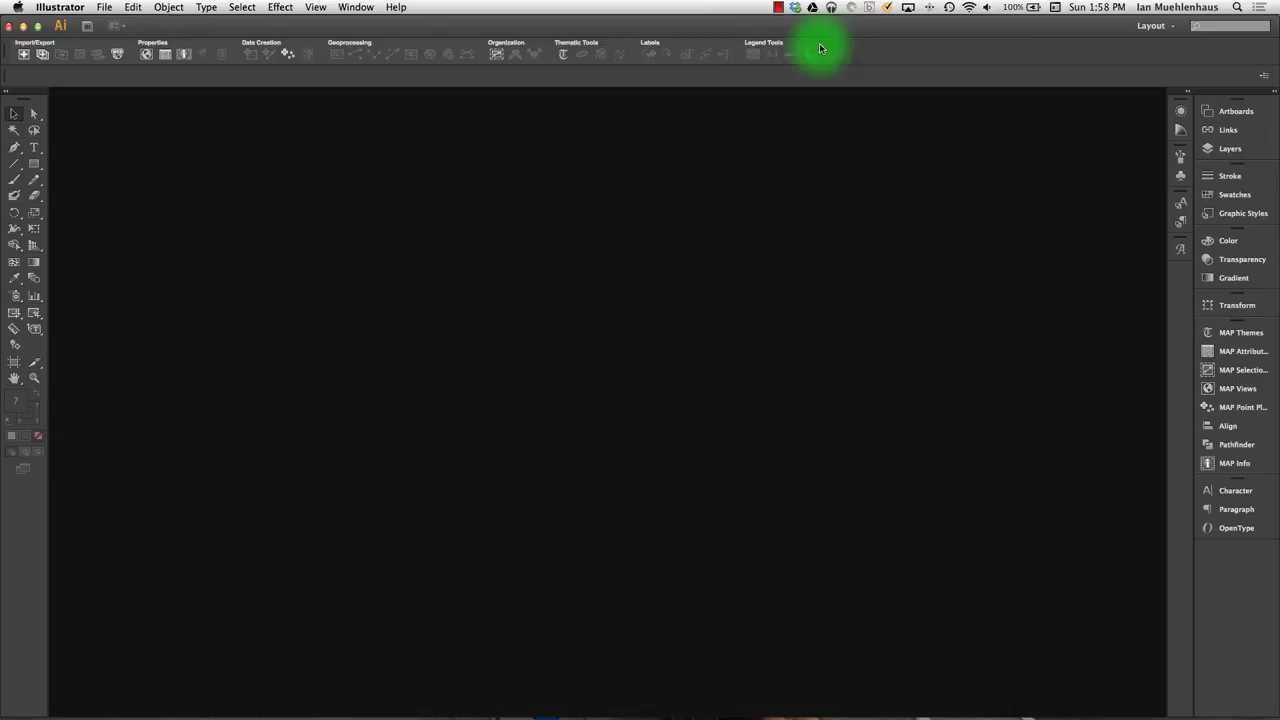 Illustrator File Edit Object Type Select Effect View Window Help 100% Sun 1:58 PM Ian Muehlenhaus
Ai Layout
Import/Export Properties Data Creation Geoprocessing Organization Thematic Tools Labels Legend Tools
Artboards
Links
Layers
Stroke
Swatches
Graphic Styles
Color
Transparency
Gradient
Transform
MAP Themes
MAP Attribut...
MAP Selectio...
MAP Views
MAP Point Pl...
Align
Pathfinder
MAP Info
Character
Paragraph
OpenType